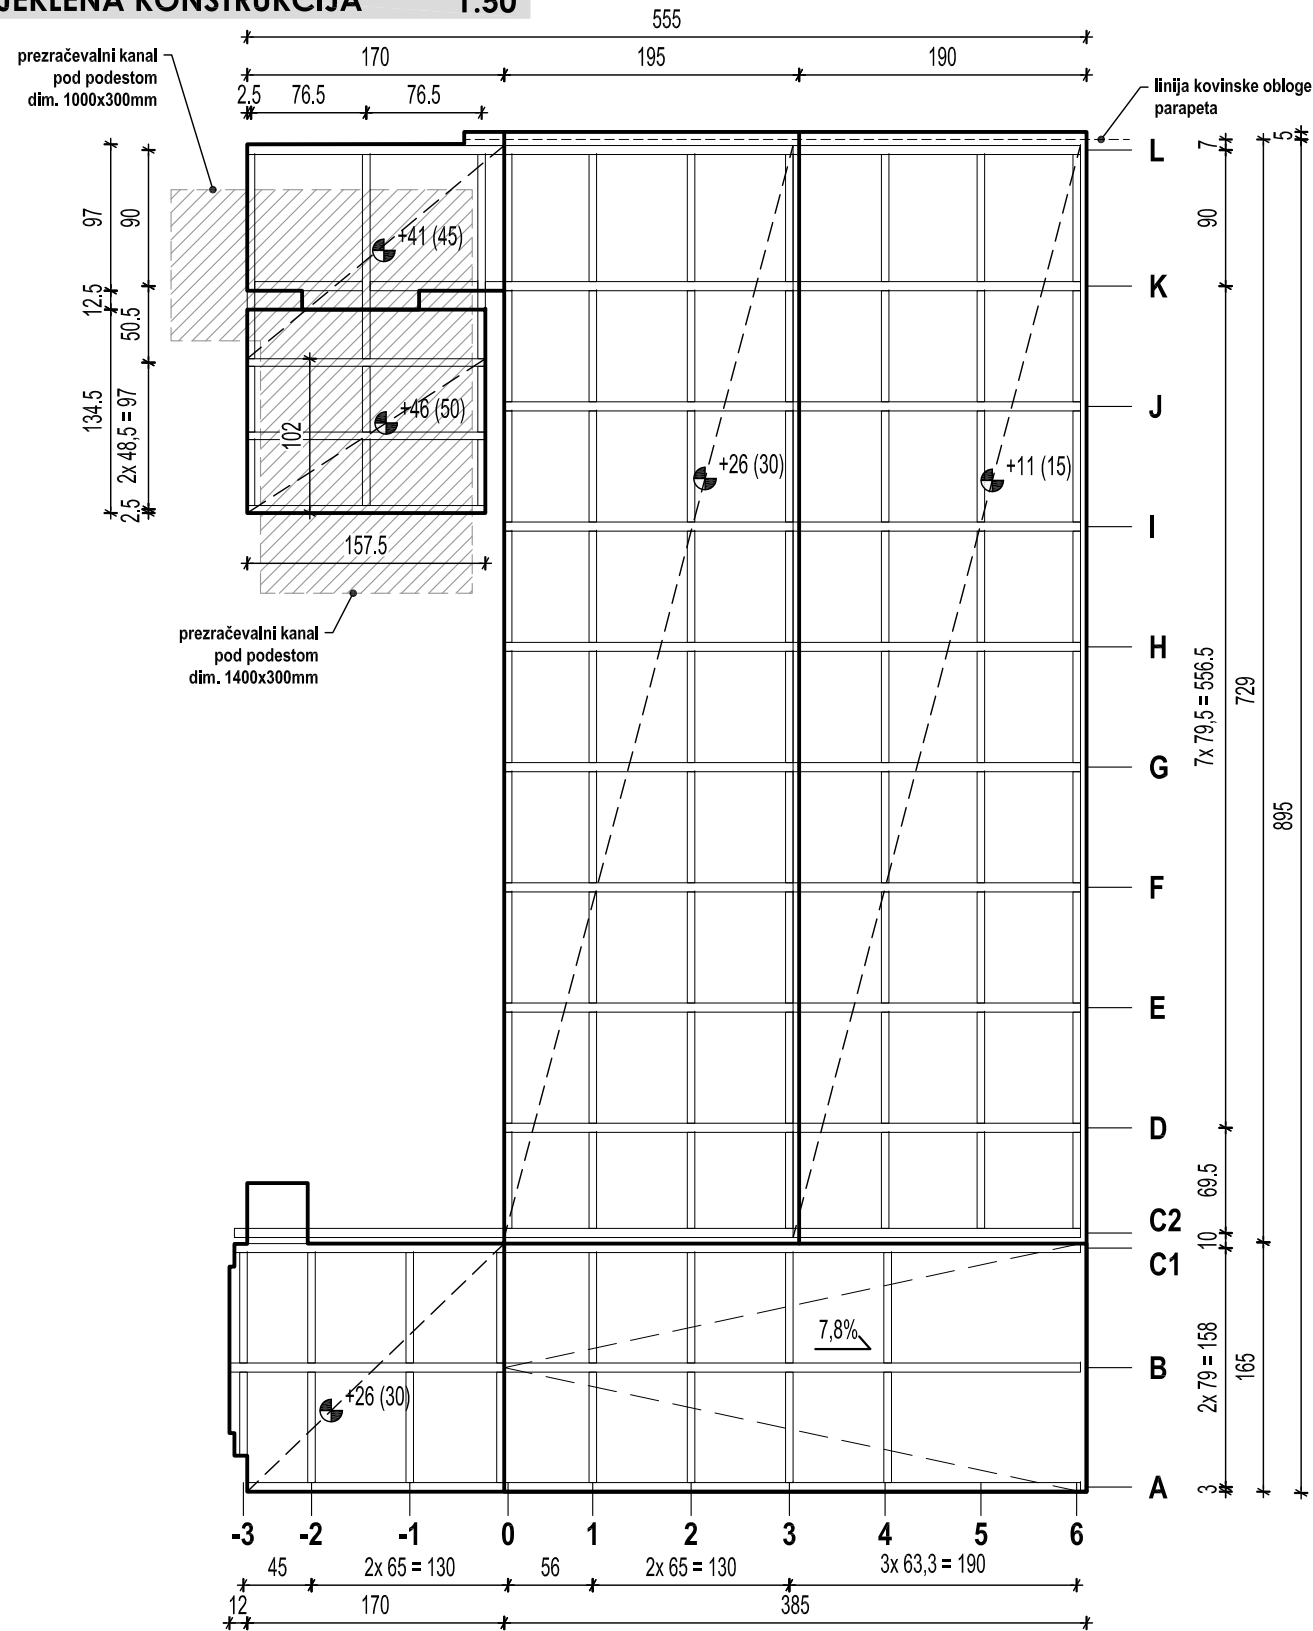 JEKLENA KONSTRUKCIJA 1:50
555
170 195 190
2.5 76.5 76.5
prezračevalni kanal
pod podestom
dim. 1000x300mm
linija kovinske obloge
parapeta
97
90
12.5
50.5
134.5
2x 48,5 = 97
2.5
102
157.5
+41 (45)
+46 (50)
+26 (30)
+11 (15)
prezračevalni kanal
pod podestom
dim. 1400x300mm
L
K
J
I
H
G
F
E
D
C2
C1
B
A
5
7
90
7x 79,5 = 556.5
729
895
69.5
10
2x 79 = 158
165
3
7,8%
+26 (30)
-3 -2 -1 0 1 2 3 4 5 6
45 2x 65 = 130 56 2x 65 = 130 3x 63,3 = 190
12 170 385